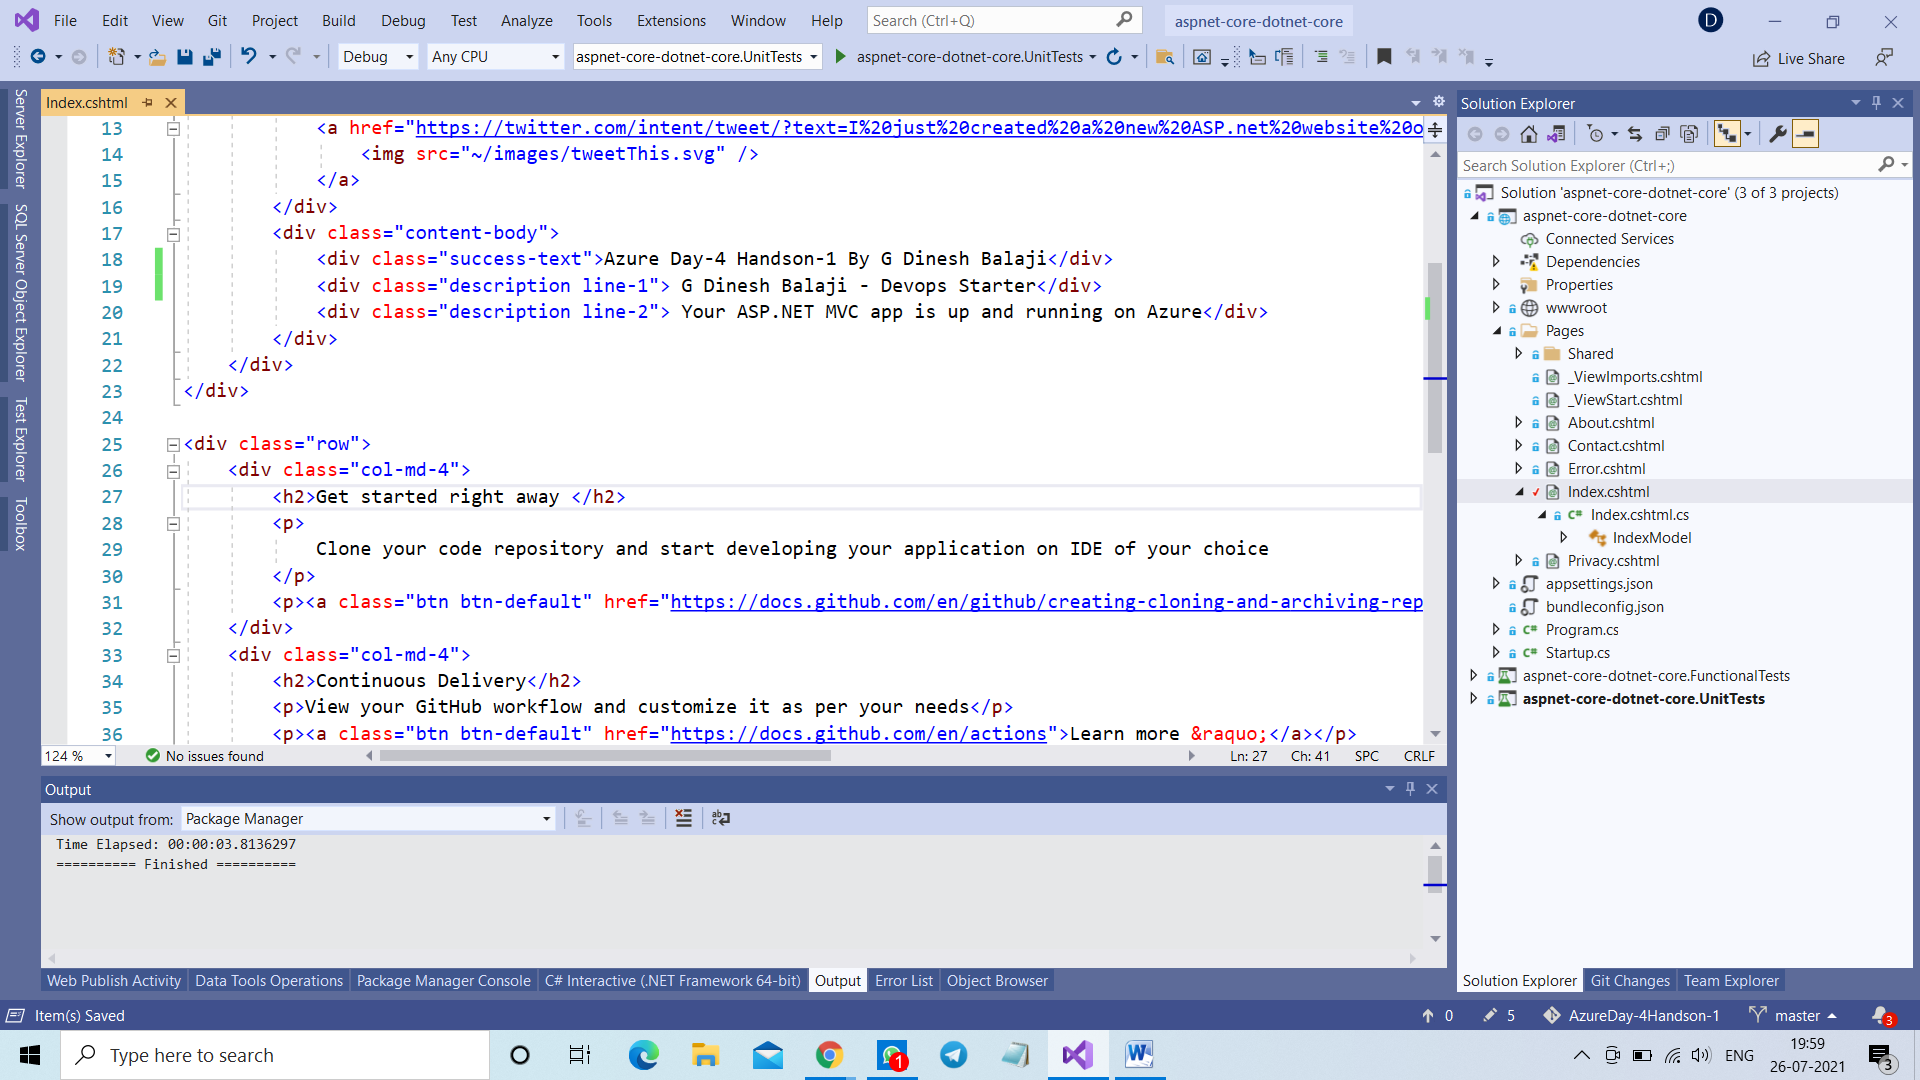 File Edit View Git Project Build Debug Test Analyze Tools Extensions Window Help Search (Ctrl+Q) aspnet-core-dotnet-core D
Debug Any CPU aspnet-core-dotnet-core.UnitTests aspnet-core-dotnet-core.UnitTests Live Share
Server Explorer
SQL Server Object Explorer
Test Explorer
Toolbox
Index.cshtml
13 <a href="https://twitter.com/intent/tweet/?text=I%20just%20created%20a%20new%20ASP.net%20website%20o
14 <img src="~/images/tweetThis.svg" />
15 </a>
16 </div>
17 <div class="content-body">
18 <div class="success-text">Azure Day-4 Handson-1 By G Dinesh Balaji</div>
19 <div class="description line-1"> G Dinesh Balaji - Devops Starter</div>
20 <div class="description line-2"> Your ASP.NET MVC app is up and running on Azure</div>
21 </div>
22 </div>
23 </div>
24
25 <div class="row">
26 <div class="col-md-4">
27 <h2>Get started right away </h2>
28 <p>
29 Clone your code repository and start developing your application on IDE of your choice
30 </p>
31 <p><a class="btn btn-default" href="https://docs.github.com/en/github/creating-cloning-and-archiving-rep
32 </div>
33 <div class="col-md-4">
34 <h2>Continuous Delivery</h2>
35 <p>View your GitHub workflow and customize it as per your needs</p>
36 <p><a class="btn btn-default" href="https://docs.github.com/en/actions">Learn more &raquo;</a></p>
124 % No issues found Ln: 27 Ch: 41 SPC CRLF
Output
Show output from: Package Manager
Time Elapsed: 00:00:03.8136297
========== Finished ==========
Web Publish Activity Data Tools Operations Package Manager Console C# Interactive (.NET Framework 64-bit) Output Error List Object Browser
Solution Explorer
Search Solution Explorer (Ctrl+;)
Solution 'aspnet-core-dotnet-core' (3 of 3 projects)
aspnet-core-dotnet-core
Connected Services
Dependencies
Properties
wwwroot
Pages
Shared
_ViewImports.cshtml
_ViewStart.cshtml
About.cshtml
Contact.cshtml
Error.cshtml
Index.cshtml
C# Index.cshtml.cs
IndexModel
Privacy.cshtml
appsettings.json
bundleconfig.json
C# Program.cs
C# Startup.cs
aspnet-core-dotnet-core.FunctionalTests
aspnet-core-dotnet-core.UnitTests
Solution Explorer Git Changes Team Explorer
Item(s) Saved 0 5 AzureDay-4Handson-1 master 3
Type here to search 1 ENG 19:59
26-07-2021 3